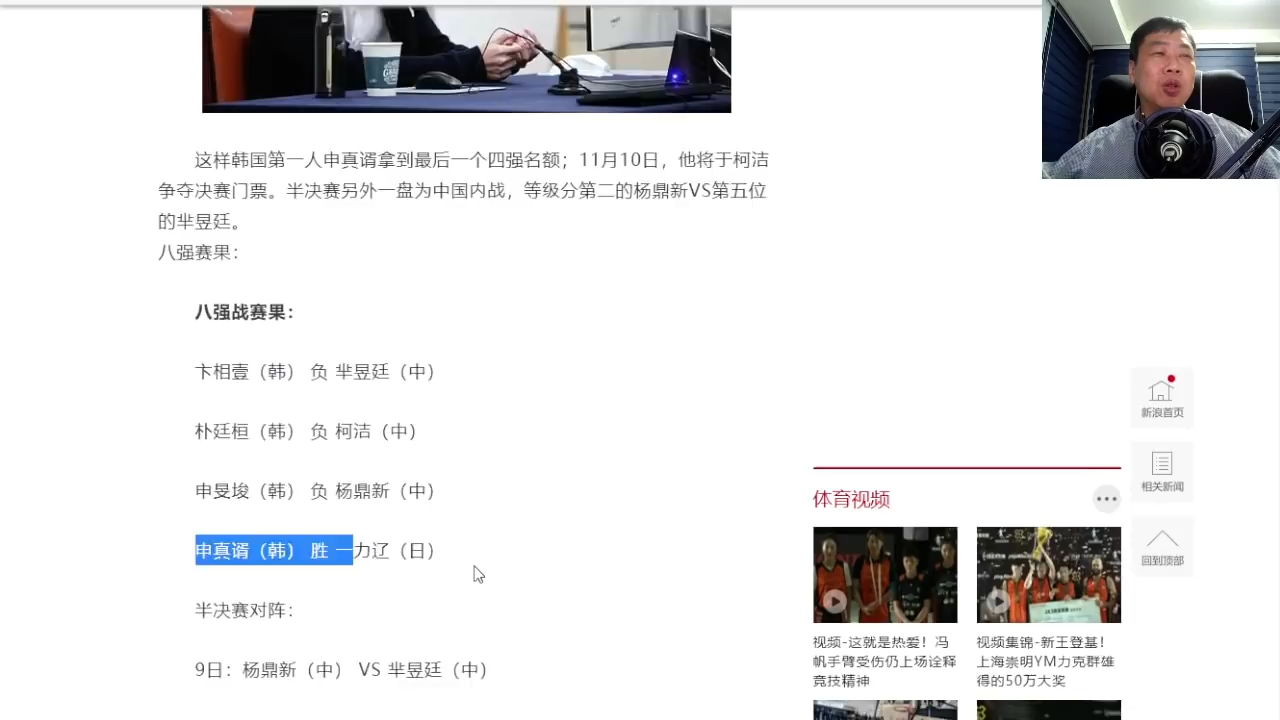 这样韩国第一人申真谞拿到最后一个四强名额；11月10日，他将于柯洁
争夺决赛门票。半决赛另外一盘为中国内战，等级分第二的杨鼎新VS第五位
的芈昱廷。
八强赛果：
八强战赛果：
卞相壹（韩） 负 芈昱廷（中）
朴廷桓（韩） 负 柯洁（中）
申旻埈（韩） 负 杨鼎新（中）
申真谞（韩） 胜 一力辽（日）
半决赛对阵：
9日：杨鼎新（中） VS 芈昱廷（中）
新浪首页
相关新闻
回到顶部
体育视频
视频-这就是热爱！冯
帆手臂受伤仍上场诠释
竞技精神
视频集锦-新王登基！
上海崇明YM力克群雄
得的50万大奖